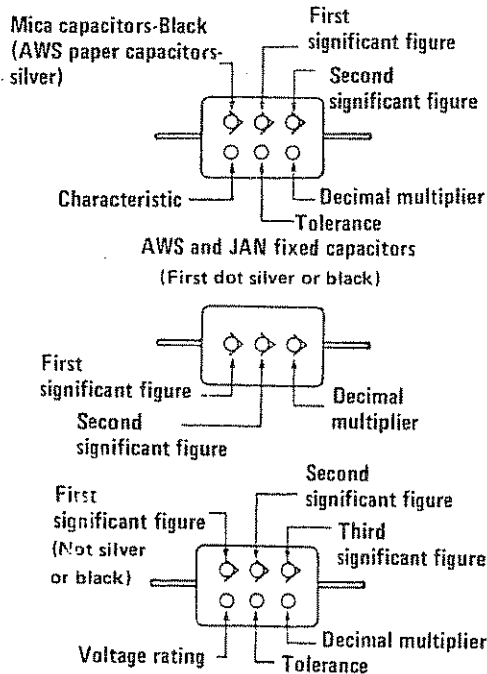 Mica capacitors-Black
(AWS paper capacitors-
silver)
First
significant figure
Second
significant figure
Characteristic
Decimal multiplier
Tolerance
AWS and JAN fixed capacitors
(First dot silver or black)
First
significant figure
Second
significant figure
Decimal
multiplier
First
significant figure
(Not silver
or black)
Second
significant figure
Third
significant figure
Voltage rating
Tolerance
Decimal multiplier